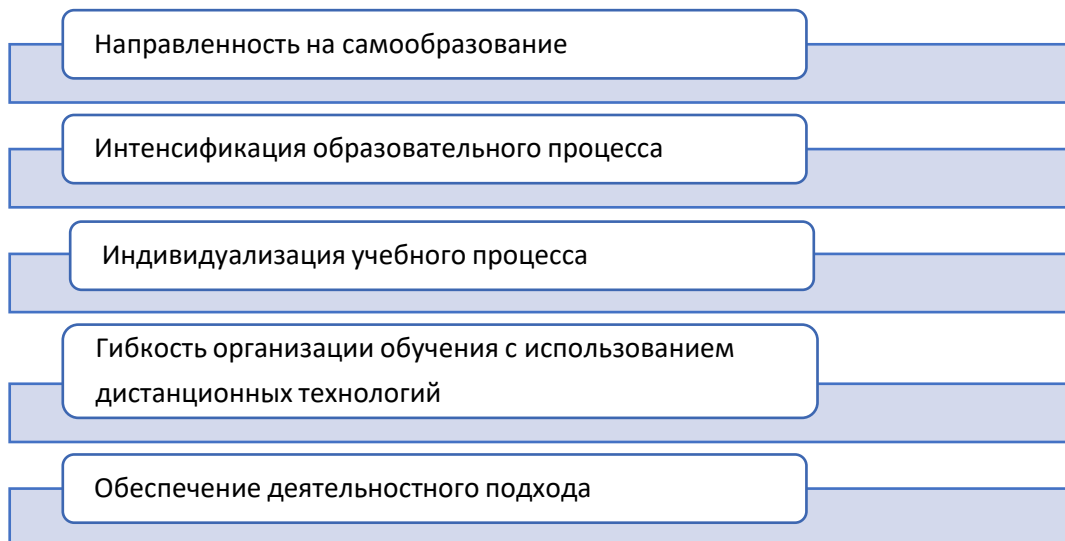 Направленность на самообразование
Интенсификация образовательного процесса
Индивидуализация учебного процесса
Гибкость организации обучения с использованием
дистанционных технологий
Обеспечение деятельностного подхода